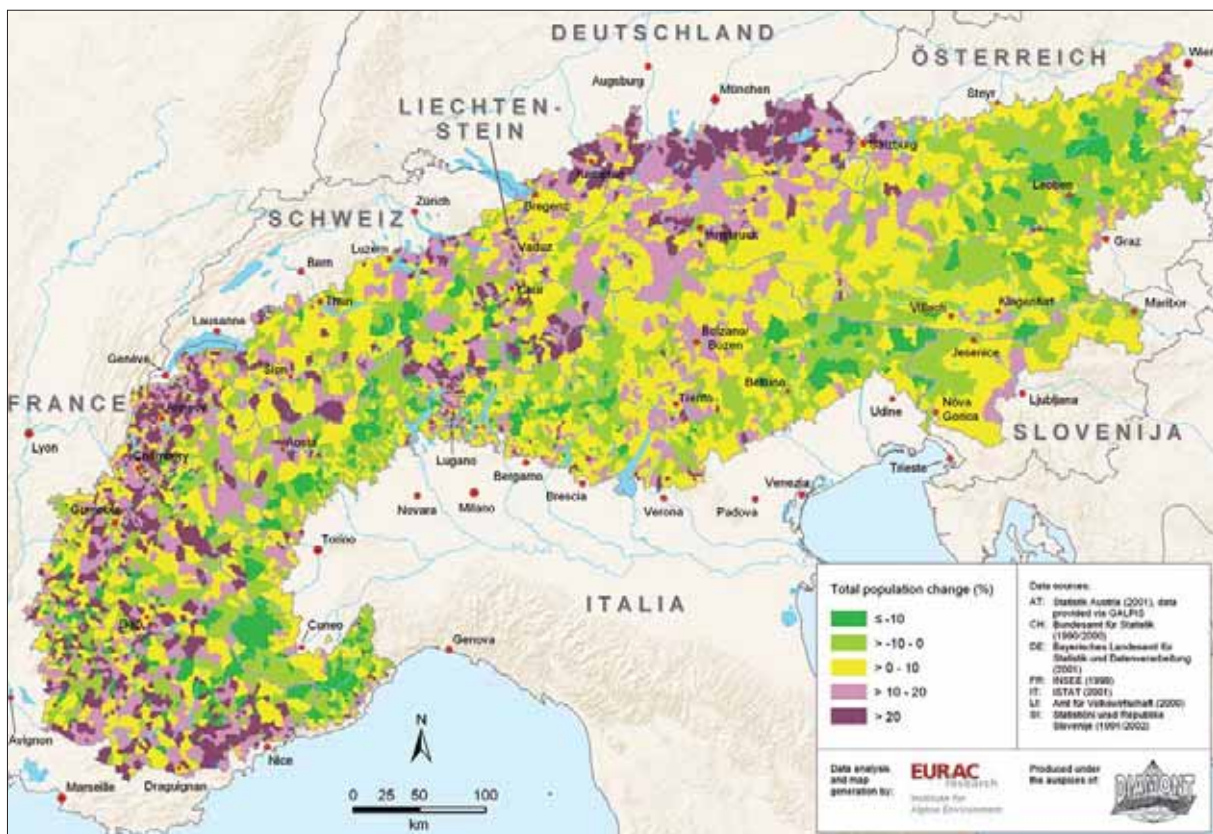 DEUTSCHLAND
ÖSTERREICH
Wien
Augsburg
München
Steyr
LIECHTEN-
STEIN
Salzburg
Kempten
Leoben
Zürich
Bregenz
SCHWEIZ
Innsbruck
Graz
Luzern
Vaduz
Bern
Chur
Thun
Villach
Klagenfurt
Maribor
Lausanne
Bolzano/
Bozen
Jesenice
Genève
Sion
Belluno
FRANCE
Annecy
Trento
Udine
Nova
Gorica
Ljubljana
Lyon
Aosta
SLOVENIJA
Chambéry
Lugano
Trieste
Bergamo
Brescia
Venezia
Novara
Milano
Verona
Padova
Grenoble
Torino
ITALIA
Gap
Cuneo
Genova
N
Avignon
Nice
Marseille
Draguignan
0 25 50 100
km
Total population change (%)
≤ -10
> -10 - 0
> 0 - 10
> 10 - 20
> 20
Data sources:
AT: Statistik Austria (2001), data
provided via GALPIS
CH: Bundesamt für Statistik
(1990/2000)
DE: Bayerisches Landesamt für
Statistik und Datenverarbeitung
(2001)
FR: INSEE (1999)
IT: ISTAT (2001)
LI: Amt für Volkswirtschaft (2000)
SI: Statistični urad Republike
Slovenije (1991/2002)
Data analysis
and map
generation by:
EURAC
research
Institute for
Alpine Environment
Produced under
the auspices of:
DIAMONT